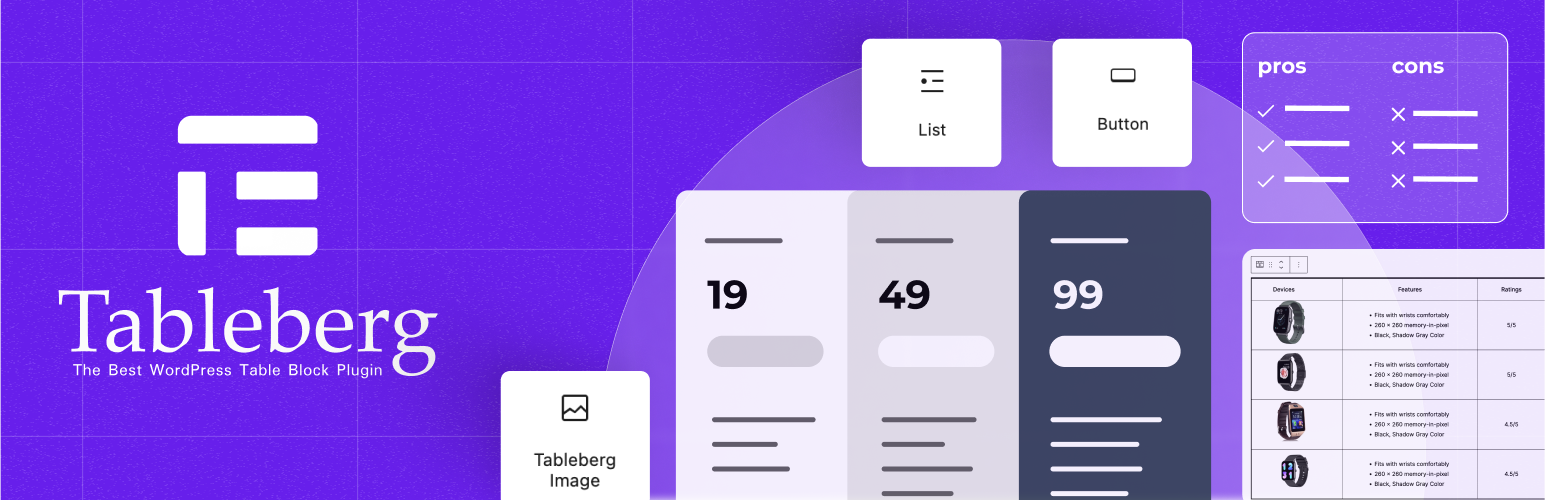 Tableberg
The Best WordPress Table Block Plugin
Tableberg
Image
List
Button
19
49
99
pros
cons
Devices
Features
Ratings
• Fits with wrists comfortably
• 260 × 260 memory-in-pixel
• Black, Shadow Gray Color
5/5
• Fits with wrists comfortably
• 260 × 260 memory-in-pixel
• Black, Shadow Gray Color
5/5
• Fits with wrists comfortably
• 260 × 260 memory-in-pixel
• Black, Shadow Gray Color
4.5/5
• Fits with wrists comfortably
• 260 × 260 memory-in-pixel
• Black, Shadow Gray Color
4.5/5